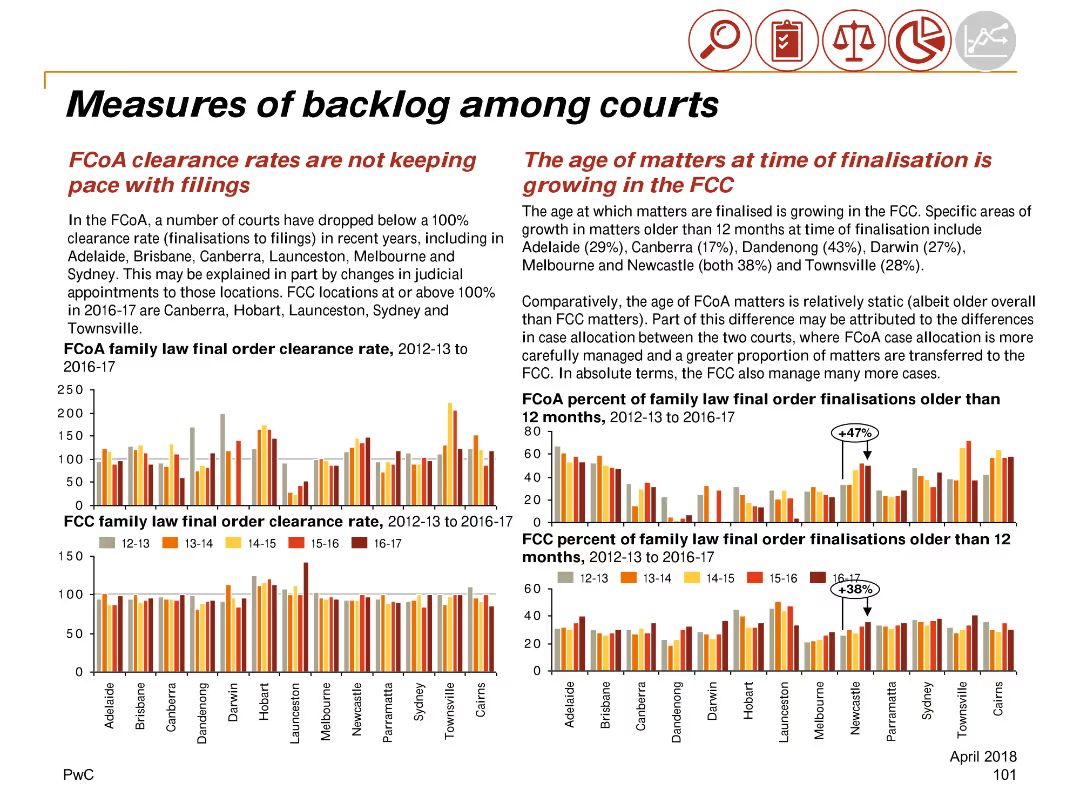 Measures of backlog among courts
FCoA clearance rates are not keeping
pace with filings
In the FCoA, a number of courts have dropped below a 100%
clearance rate (finalisations to filings) in recent years, including in
Adelaide, Brisbane, Canberra, Launceston, Melbourne and
Sydney. This may be explained in part by changes in judicial
appointments to those locations. FCC locations at or above 100%
in 2016-17 are Canberra, Hobart, Launceston, Sydney and
Townsville.
FCoA family law final order clearance rate, 2012-13 to
2016-17
250
200
150
100
50
0
FCC family law final order clearance rate, 2012-13 to 2016-17
12-13 13-14 14-15 15-16 16-17
150
100
50
0
Adelaide
Brisbane
Canberra
Dandenong
Darwin
Hobart
Launceston
Melbourne
Newcastle
Parramatta
Sydney
Townsville
Cairns
The age of matters at time of finalisation is
growing in the FCC
The age at which matters are finalised is growing in the FCC. Specific areas of
growth in matters older than 12 months at time of finalisation include
Adelaide (29%), Canberra (17%), Dandenong (43%), Darwin (27%),
Melbourne and Newcastle (both 38%) and Townsville (28%).
Comparatively, the age of FCoA matters is relatively static (albeit older overall
than FCC matters). Part of this difference may be attributed to the differences
in case allocation between the two courts, where FCoA case allocation is more
carefully managed and a greater proportion of matters are transferred to the
FCC. In absolute terms, the FCC also manage many more cases.
FCoA percent of family law final order finalisations older than
12 months, 2012-13 to 2016-17
80
60
40
20
0
+47%
FCC percent of family law final order finalisations older than 12
months, 2012-13 to 2016-17
12-13 13-14 14-15 15-16 16-17
60
40
20
0
+38%
Adelaide
Brisbane
Canberra
Dandenong
Darwin
Hobart
Launceston
Melbourne
Newcastle
Parramatta
Sydney
Townsville
Cairns
PwC
April 2018
101